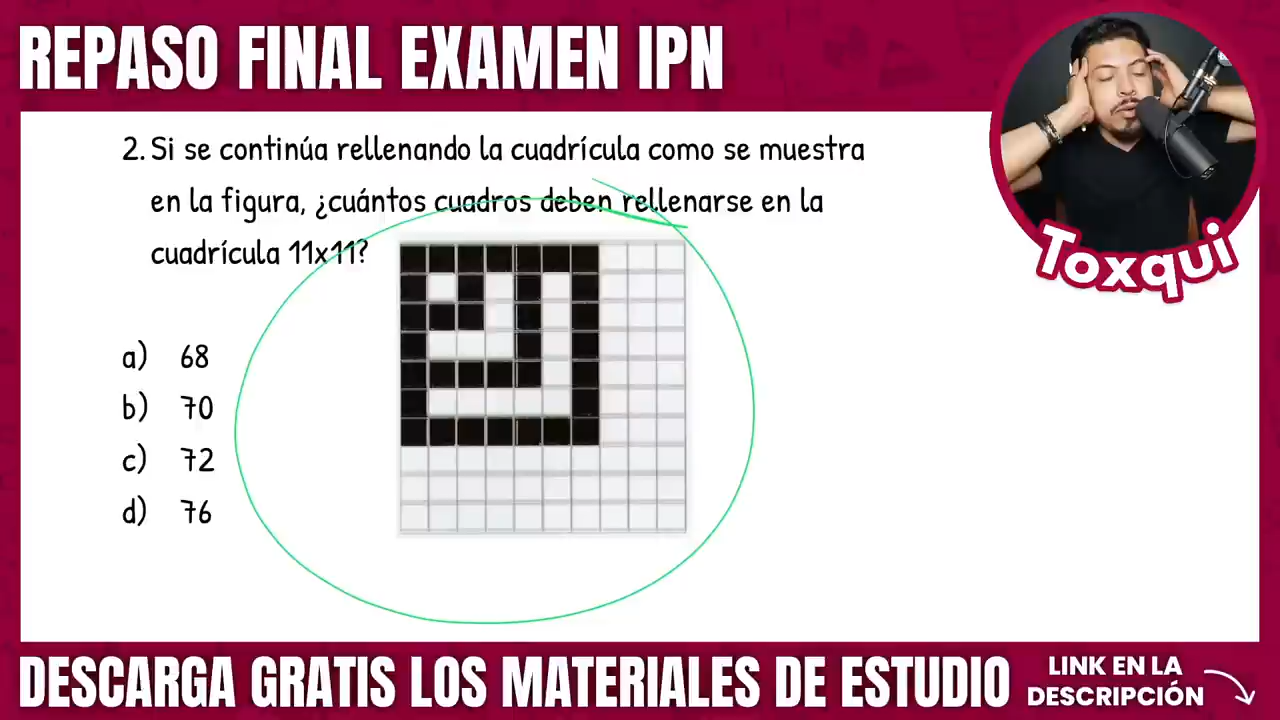 REPASO FINAL EXAMEN IPN
2. Si se continúa rellenando la cuadrícula como se muestra
en la figura, ¿cuántos cuadros deben rellenarse en la
cuadrícula 11x11?
a) 68
b) 70
c) 72
d) 76
Toxqui
DESCARGA GRATIS LOS MATERIALES DE ESTUDIO
LINK EN LA
DESCRIPCIÓN